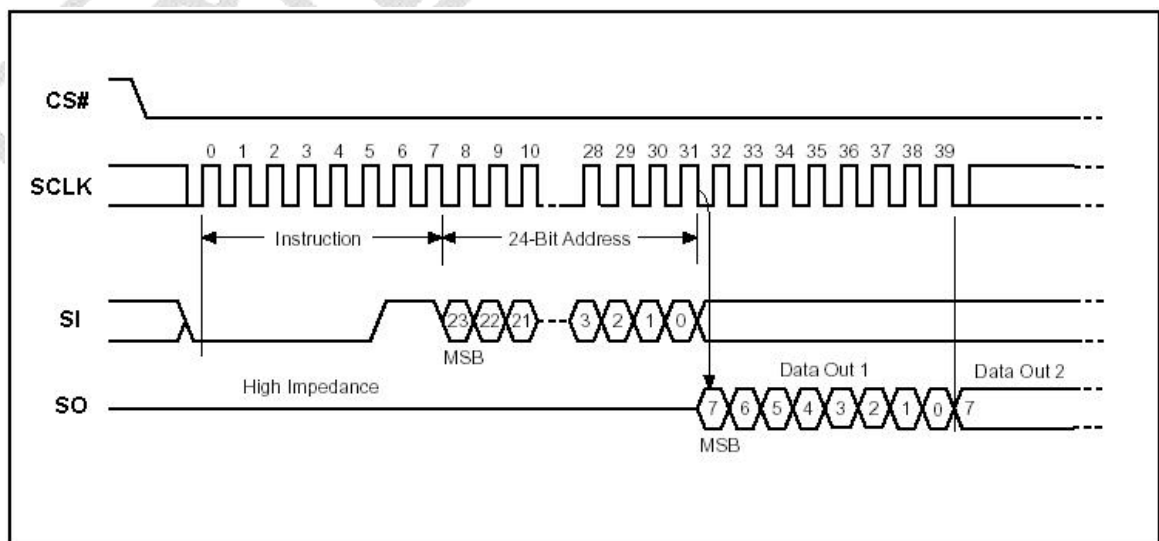 CS#
0 1 2 3 4 5 6 7 8 9 10 28 29 30 31 32 33 34 35 36 37 38 39
SCLK
Instruction 24-Bit Address
SI
23 22 21 3 2 1 0
MSB
Data Out 1 Data Out 2
High Impedance
SO
7 6 5 4 3 2 1 0 7
MSB